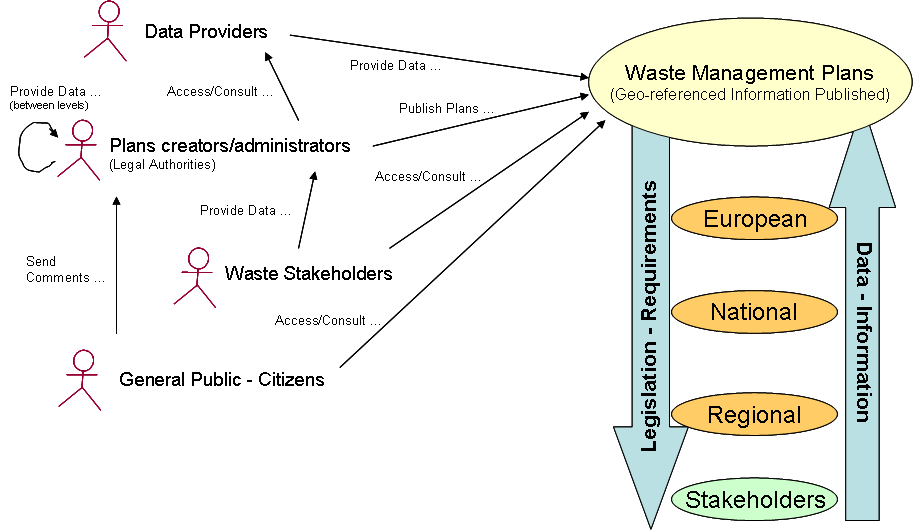 Data Providers
Provide Data ...
Waste Management Plans
(Geo-referenced Information Published)
Provide Data ...
(between levels)
Access/Consult ...
Publish Plans ...
Plans creators/administrators
(Legal Authorities)
Access/Consult ...
Provide Data ...
European
Send
Comments ...
Waste Stakeholders
Access/Consult ...
National
General Public - Citizens
Regional
Stakeholders
Legislation - Requirements
Data - Information